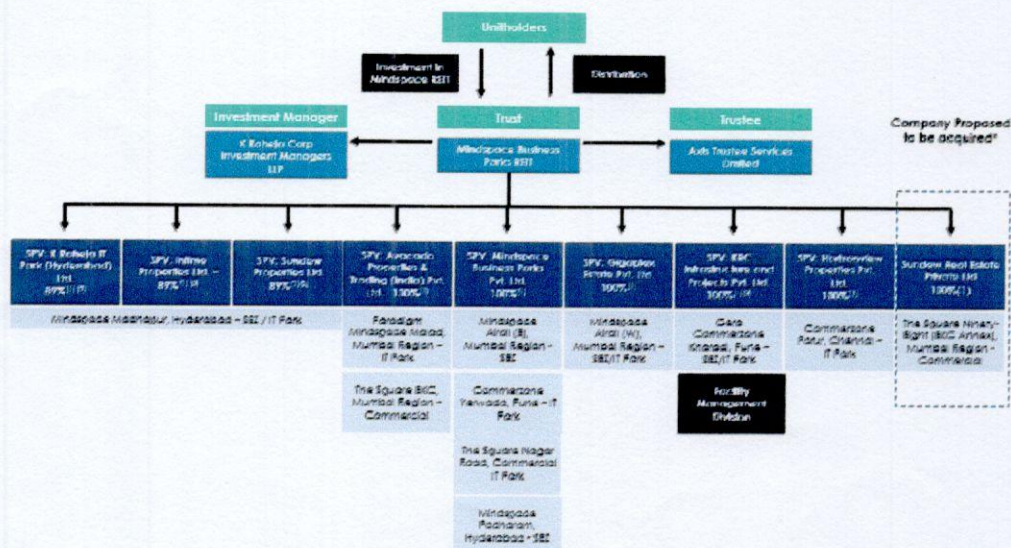 Unitholders
Investment in
Mindspace REIT
Distribution
Investment Manager
Trust
Trustee
Company Proposed
to be acquired
K Raheja Corp
Investment Managers
LLP
Mindspace Business
Parks REIT
Axis Trustee Services
Limited
SPV: K Raheja IT
Park (Hyderabad)
Ltd.
89%
SPV: Intime
Properties Ltd. –
89%
SPV: Sundew
Properties Ltd
89%
SPV: Avacado
Properties &
Trading (India) Pvt.
Ltd. 100%
SPV: Mindspace
Business Parks
Pvt. Ltd.
100%
SPV: Gigaplex
Estate Pvt. Ltd
100%
SPV: KRC
Infrastructure and
Projects Pvt. Ltd.
100%
SPV: Horizonview
Properties Pvt.
Ltd.
100%
Sundew Real Estate
Private Ltd
100%
Mindspace Madhapur, Hyderabad – SEZ / IT Park
Paradigm
Mindspace Malad,
Mumbai Region –
IT Park
Mindspace
Airoli (E),
Mumbai Region –
SEZ
Mindspace
Airoli (W),
Mumbai Region –
SEZ/IT Park
Gera
Commerzone
Kharadi, Pune –
SEZ/IT Park
Commerzone
Porur, Chennai –
IT Park
The Square Ninety-
Eight (BKC Annex),
Mumbai Region –
Commercial
The Square BKC,
Mumbai Region –
Commercial
Commerzone
Yerwada, Pune – IT
Park
Facility
Management
Division
The Square Nagar
Road, Commercial
IT Park
Mindspace
Pocharam,
Hyderabad - SEZ